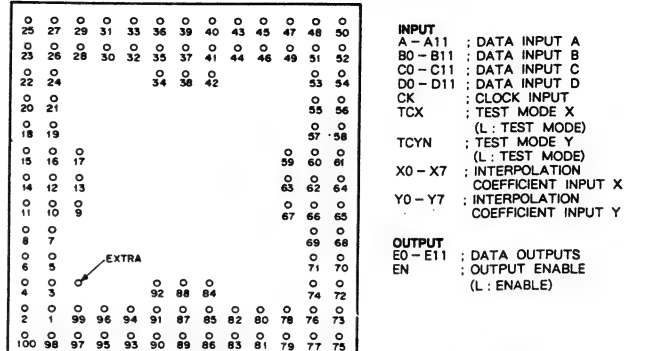 25 27 29 31 33 36 39 40 43 45 47 48 50
23 26 28 30 32 35 37 41 44 46 49 51 52
22 24 34 38 42 53 54
20 21 55 56
18 19 57 58
15 16 17 59 60 61
14 12 13 63 62 64
11 10 9 67 66 65
8 7 69 68
6 5 EXTRA 71 70
4 3 92 88 84 74 72
2 1 99 96 94 91 87 85 82 80 78 76 73
100 98 97 95 93 90 89 86 83 81 79 77 75
INPUT
A – A11 ; DATA INPUT A
B0 – B11 ; DATA INPUT B
C0 – C11 ; DATA INPUT C
D0 – D11 ; DATA INPUT D
CK ; CLOCK INPUT
TCX ; TEST MODE X
(L : TEST MODE)
TCYN ; TEST MODE Y
(L : TEST MODE)
X0 – X7 ; INTERPOLATION
COEFFICIENT INPUT X
Y0 – Y7 ; INTERPOLATION
COEFFICIENT INPUT Y
OUTPUT
E0 – E11 ; DATA OUTPUTS
EN ; OUTPUT ENABLE
(L : ENABLE)